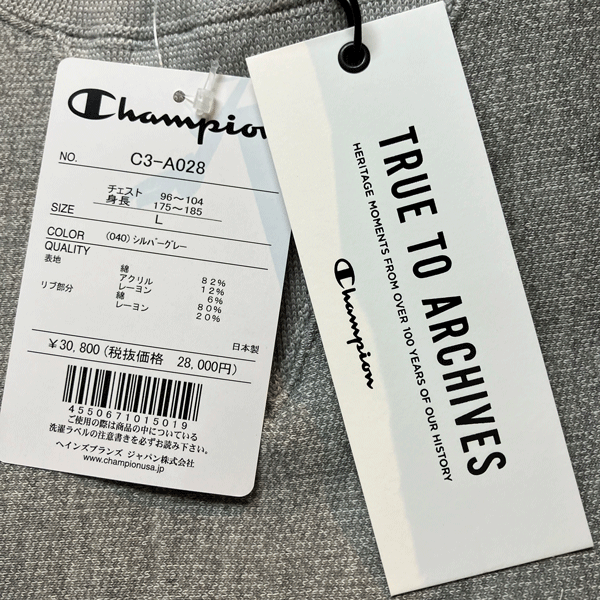 Champion
NO. C3-A028
チェスト 96～104
身長 175～185
SIZE L
COLOR (040)シルバーグレー
QUALITY
表地 綿 82%
アクリル 12%
レーヨン 6%
リブ部分 綿 80%
レーヨン 20%
日本製
¥30,800(税抜価格 28,000円)
4550671015019
ご使用の際は商品の中についている
洗濯ラベルの注意書きを必ずお読み下さい。
ヘインズブランズ ジャパン株式会社
www.championusa.jp
TRUE TO ARCHIVES
HERITAGE MOMENTS FROM OVER 100 YEARS OF OUR HISTORY
Champion